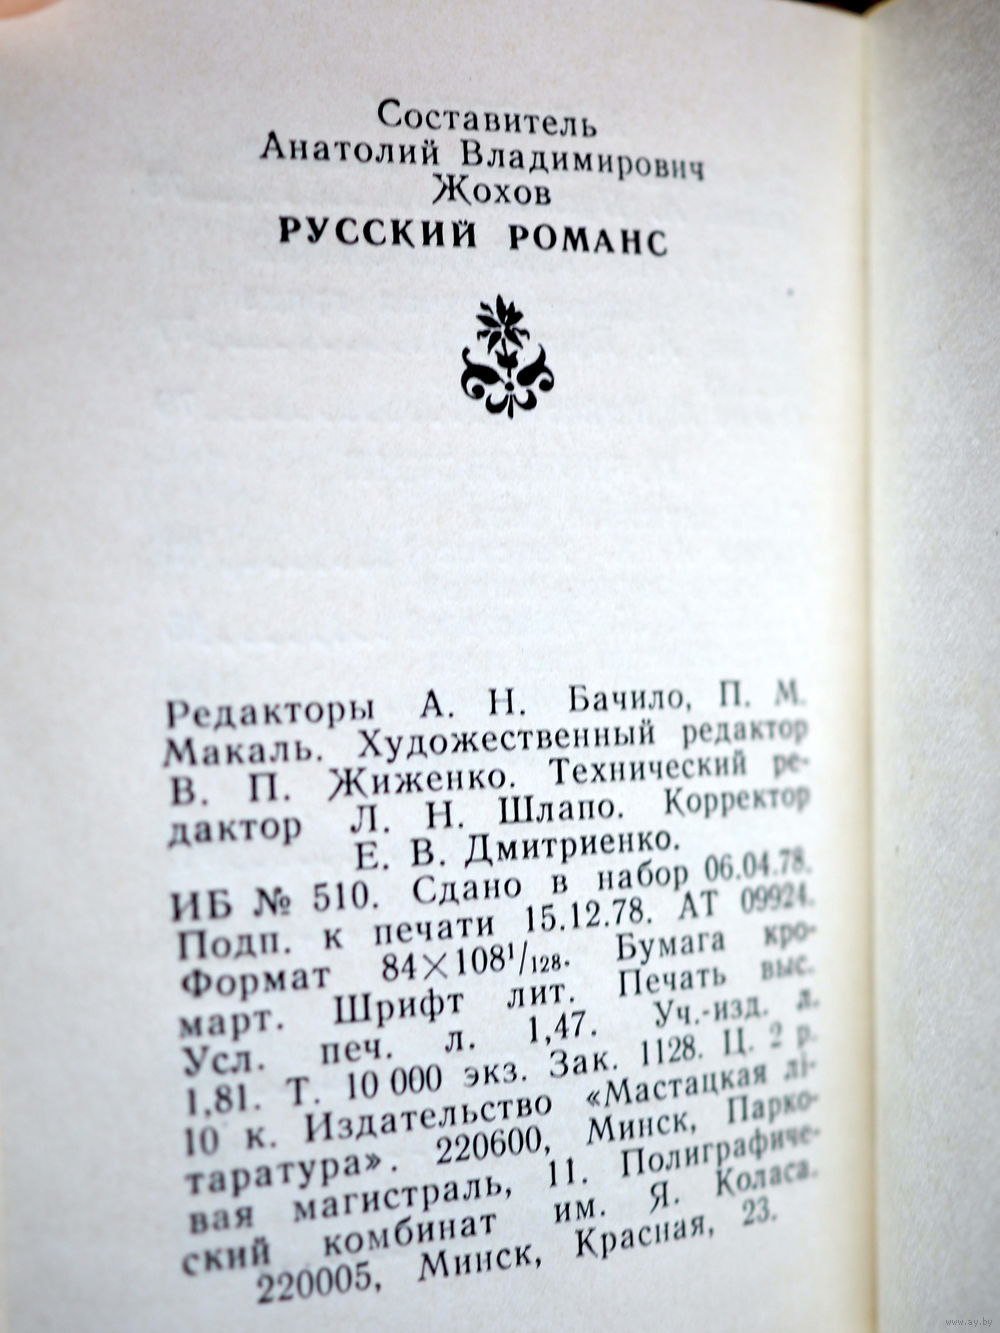 Составитель
Анатолий Владимирович
Жохов
РУССКИЙ РОМАНС
Редакторы А. Н. Бачило, П. М.
Макаль. Художественный редактор
В. П. Жиженко. Технический ре-
дактор Л. Н. Шлапо. Корректор
Е. В. Дмитриенко.
ИБ № 510. Сдано в набор 06.04.78.
Подп. к печати 15.12.78. АТ 09924.
Формат 84×108¹/₁₂₈. Бумага кро-
март. Шрифт лит. Печать выс.
Усл. печ. л. 1,47. Уч.-изд. л.
1,81. Т. 10 000 экз. Зак. 1128. Ц. 2 р.
10 к. Издательство «Мастацкая лі-
таратура». 220600, Минск, Парко-
вая магистраль, 11. Полиграфиче-
ский комбинат им. Я. Коласа.
220005, Минск, Красная, 23.
www.ay.by